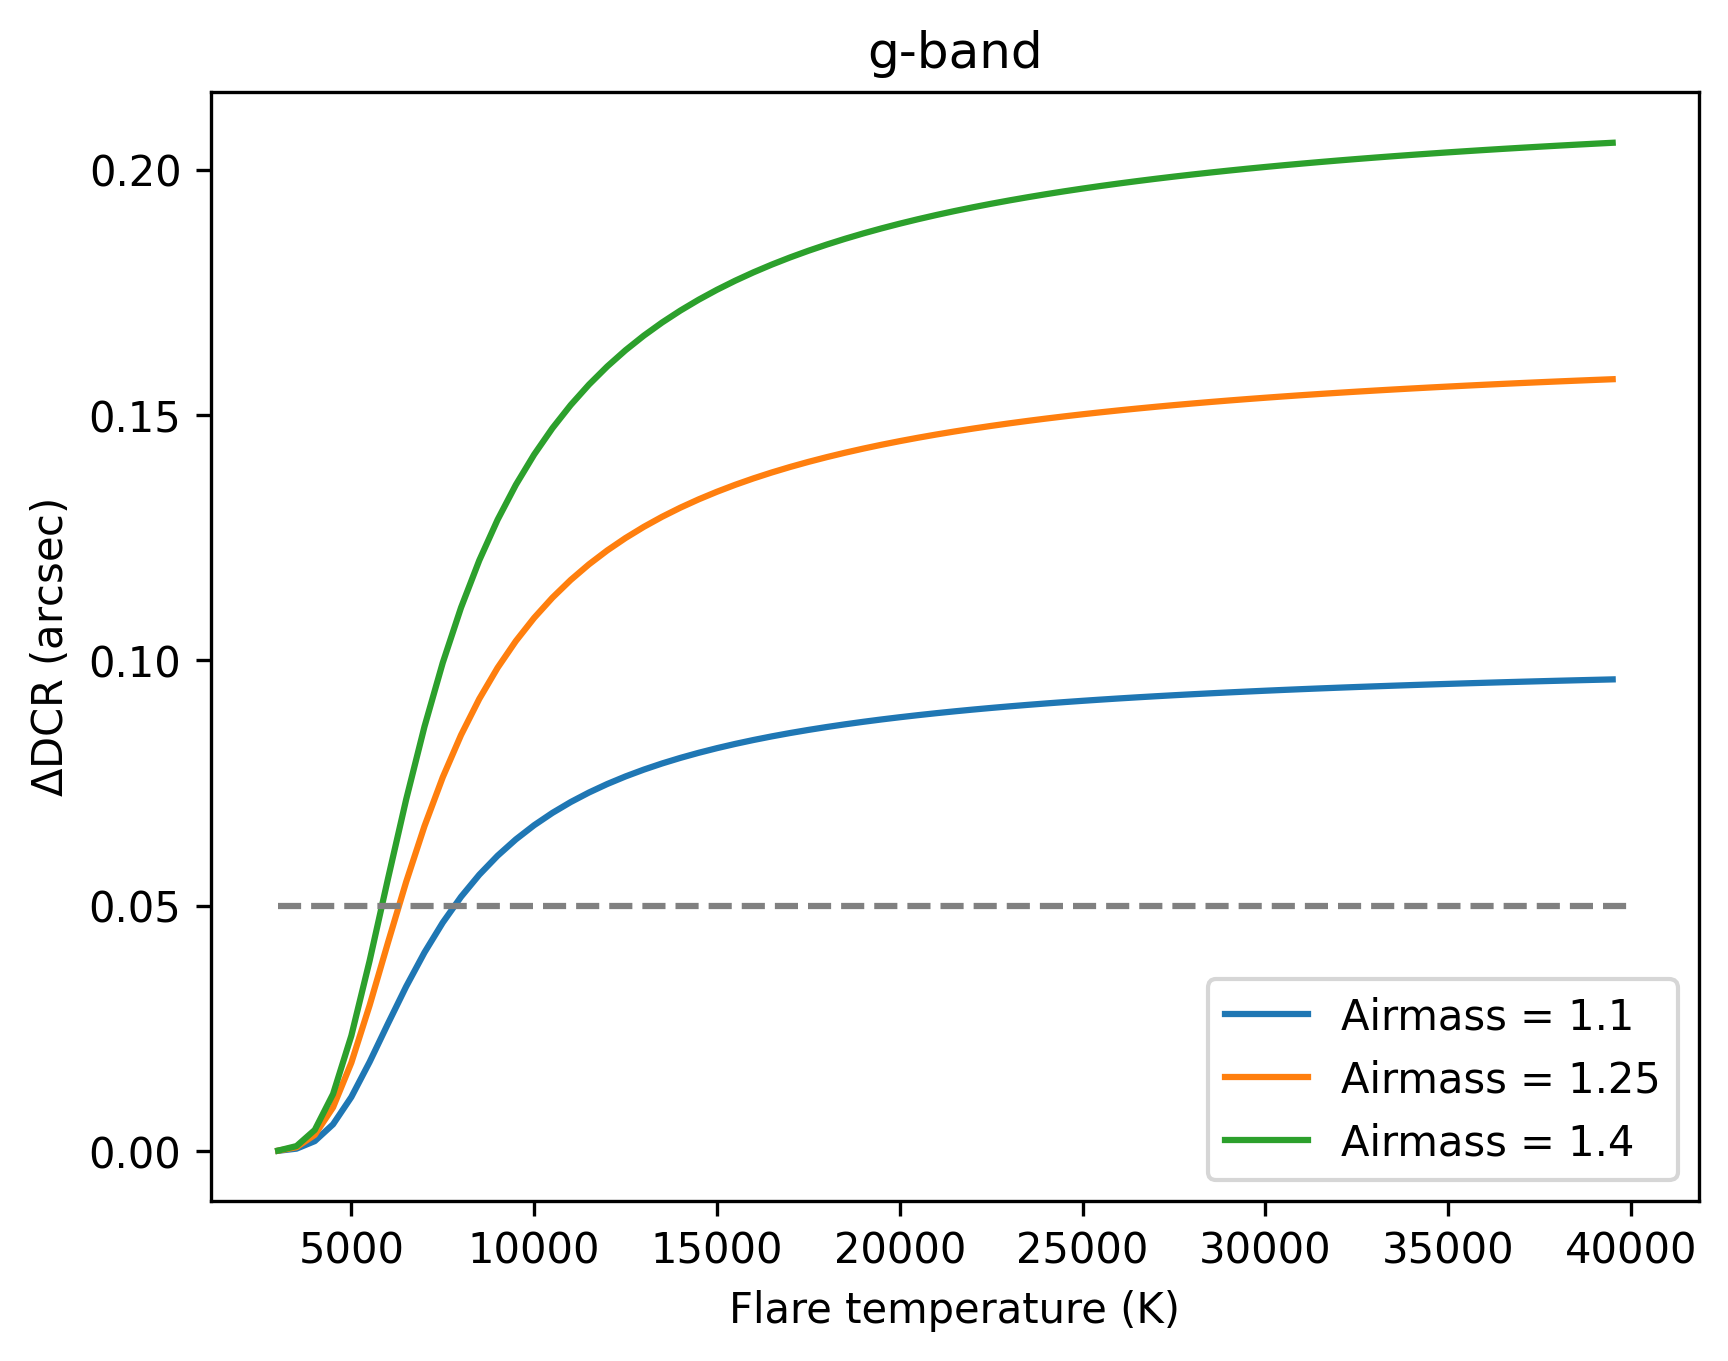 g-band
ΔDCR (arcsec)
0.20
0.15
0.10
0.05
0.00
Airmass = 1.1
Airmass = 1.25
Airmass = 1.4
5000 10000 15000 20000 25000 30000 35000 40000
Flare temperature (K)